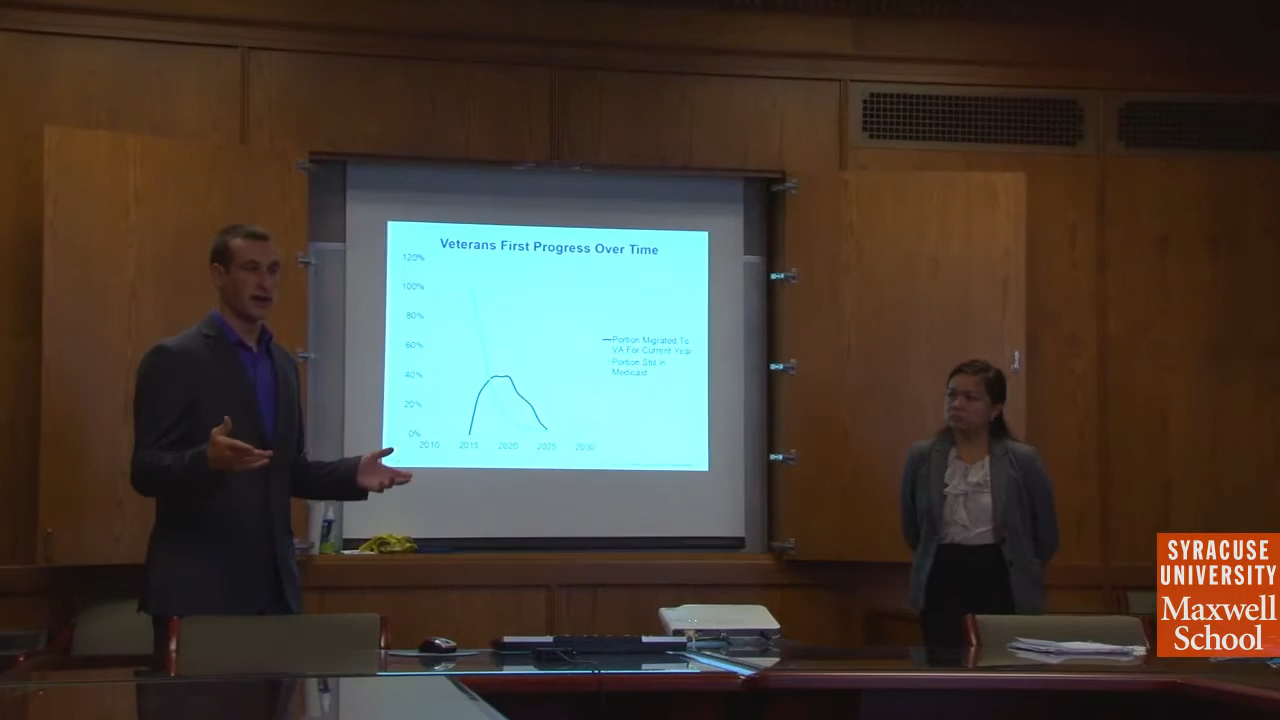 Veterans First Progress Over Time
120%
100%
80%
60%
40%
20%
0%
2010 2015 2020 2025 2030
Portion Migrated To
VA For Current Year
Portion Still In
Medicaid
SYRACUSE
UNIVERSITY
Maxwell
School